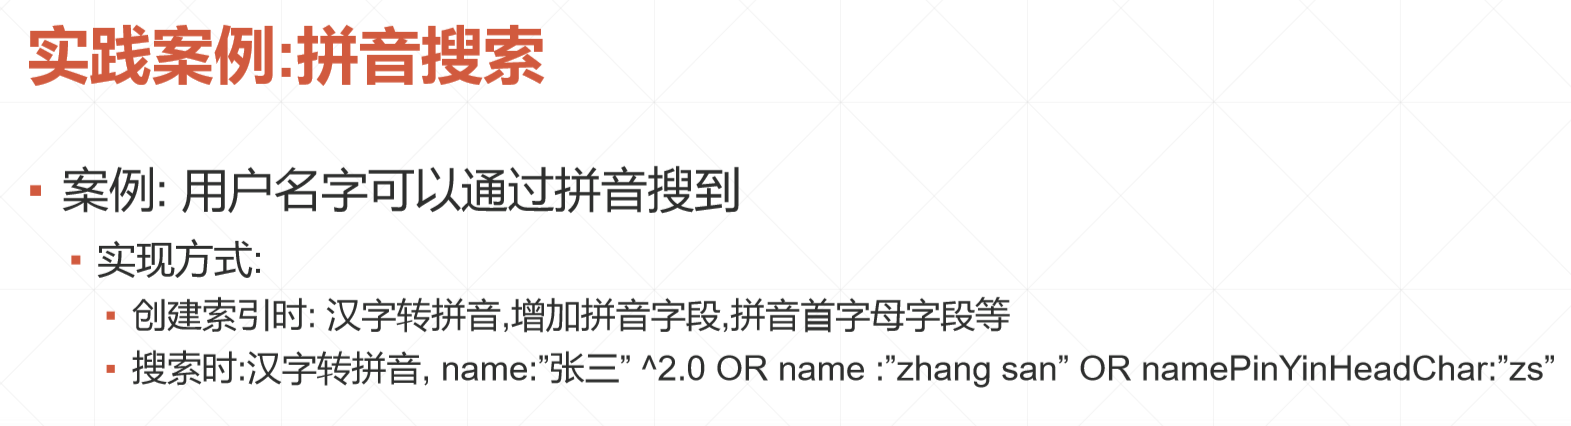 实践案例:拼音搜索
案例: 用户名字可以通过拼音搜到
实现方式:
创建索引时: 汉字转拼音,增加拼音字段,拼音首字母字段等
搜索时:汉字转拼音, name:”张三” ^2.0 OR name :”zhang san” OR namePinYinHeadChar:”zs”